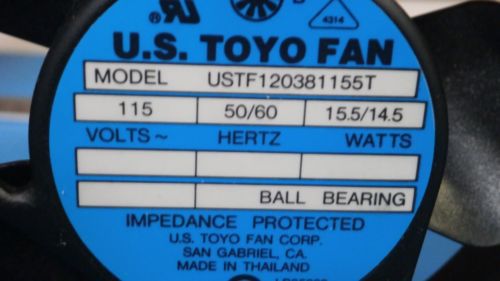 4314
U.S. TOYO FAN
MODEL USTF120381155T
115 50/60 15.5/14.5
VOLTS ~ HERTZ WATTS
BALL BEARING
IMPEDANCE PROTECTED
U.S. TOYO FAN CORP.
SAN GABRIEL, CA.
MADE IN THAILAND